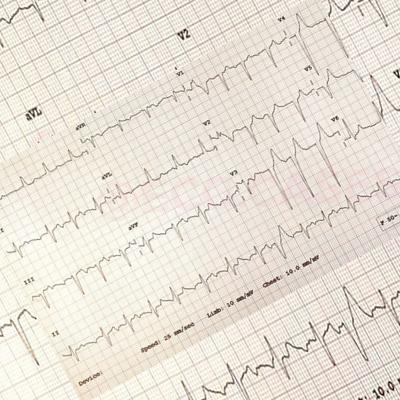 V2
aVL
V4
V1
aVR
V5
V2
aVL
V6
V3
aVF
I
III
II
F 50~
Device:
Speed: 25 mm/sec
Limb: 10 mm/mV
Chest: 10.0 mm/mV
: 10.0